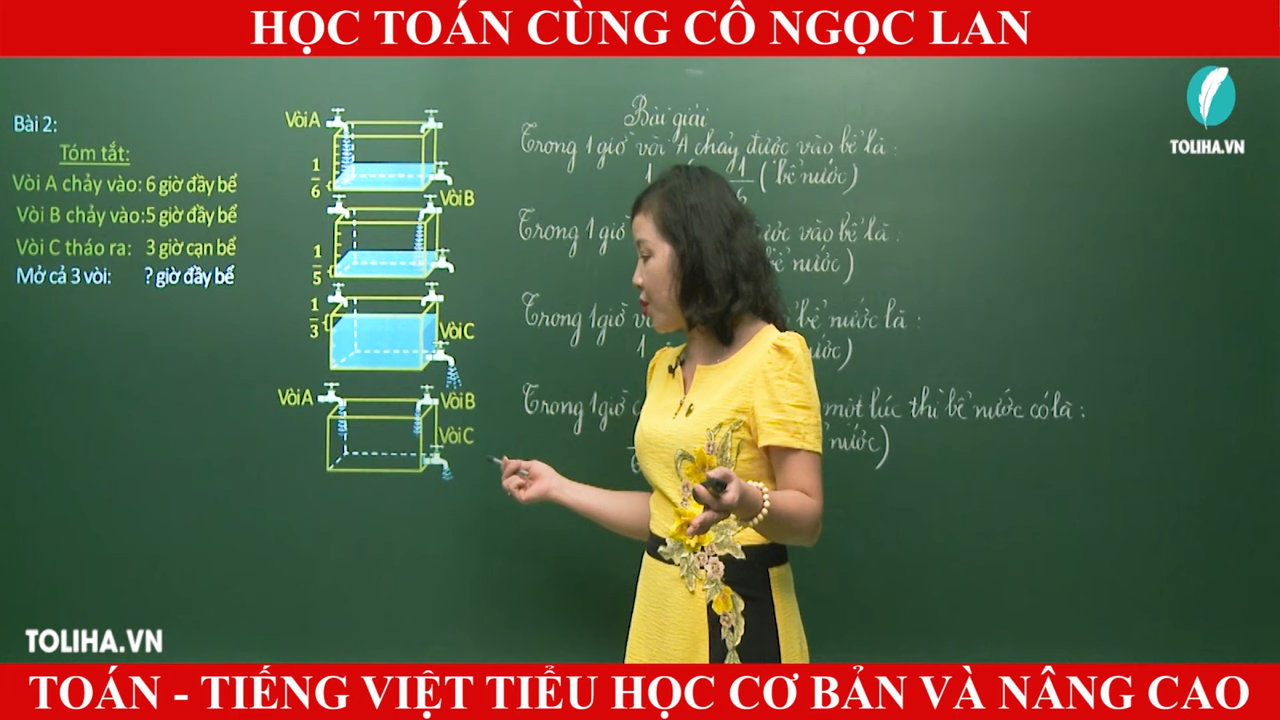 HỌC TOÁN CÙNG CÔ NGỌC LAN
TOLIHA.VN
Bài 2:
Tóm tắt:
Vòi A chảy vào: 6 giờ đầy bể
Vòi B chảy vào:5 giờ đầy bể
Vòi C tháo ra: 3 giờ cạn bể
Mở cả 3 vòi: ? giờ đầy bể
Vòi A
1/6
Vòi B
1/5
1/3
Vòi C
Vòi A
Vòi B
Vòi C
Bài giải
Trong 1 giờ vòi A chảy được vào bể là :
1 1/6 (bể nước)
Trong 1 giờ vào bể là :
nước)
Trong 1 giờ bể nước là :
1
Trong 1 giờ một lúc thì bể nước có là :
nước)
TOLIHA.VN
TOÁN - TIẾNG VIỆT TIỂU HỌC CƠ BẢN VÀ NÂNG CAO